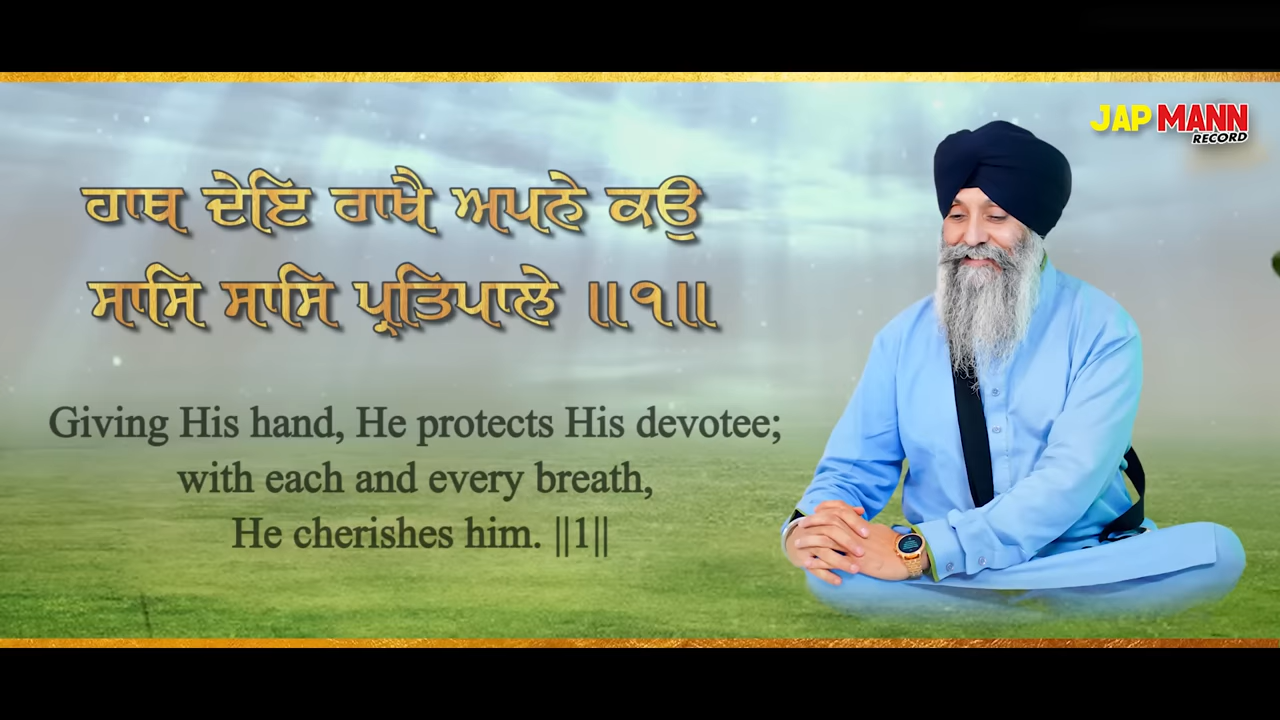 JAP MANN
RECORD
ਹਾਥ ਦੇਇ ਰਾਖੈ ਅਪਨੇ ਕਉ
ਸਾਸਿ ਸਾਸਿ ਪ੍ਰਤਿਪਾਲੇ ॥੧॥
Giving His hand, He protects His devotee;
with each and every breath,
He cherishes him. ||1||